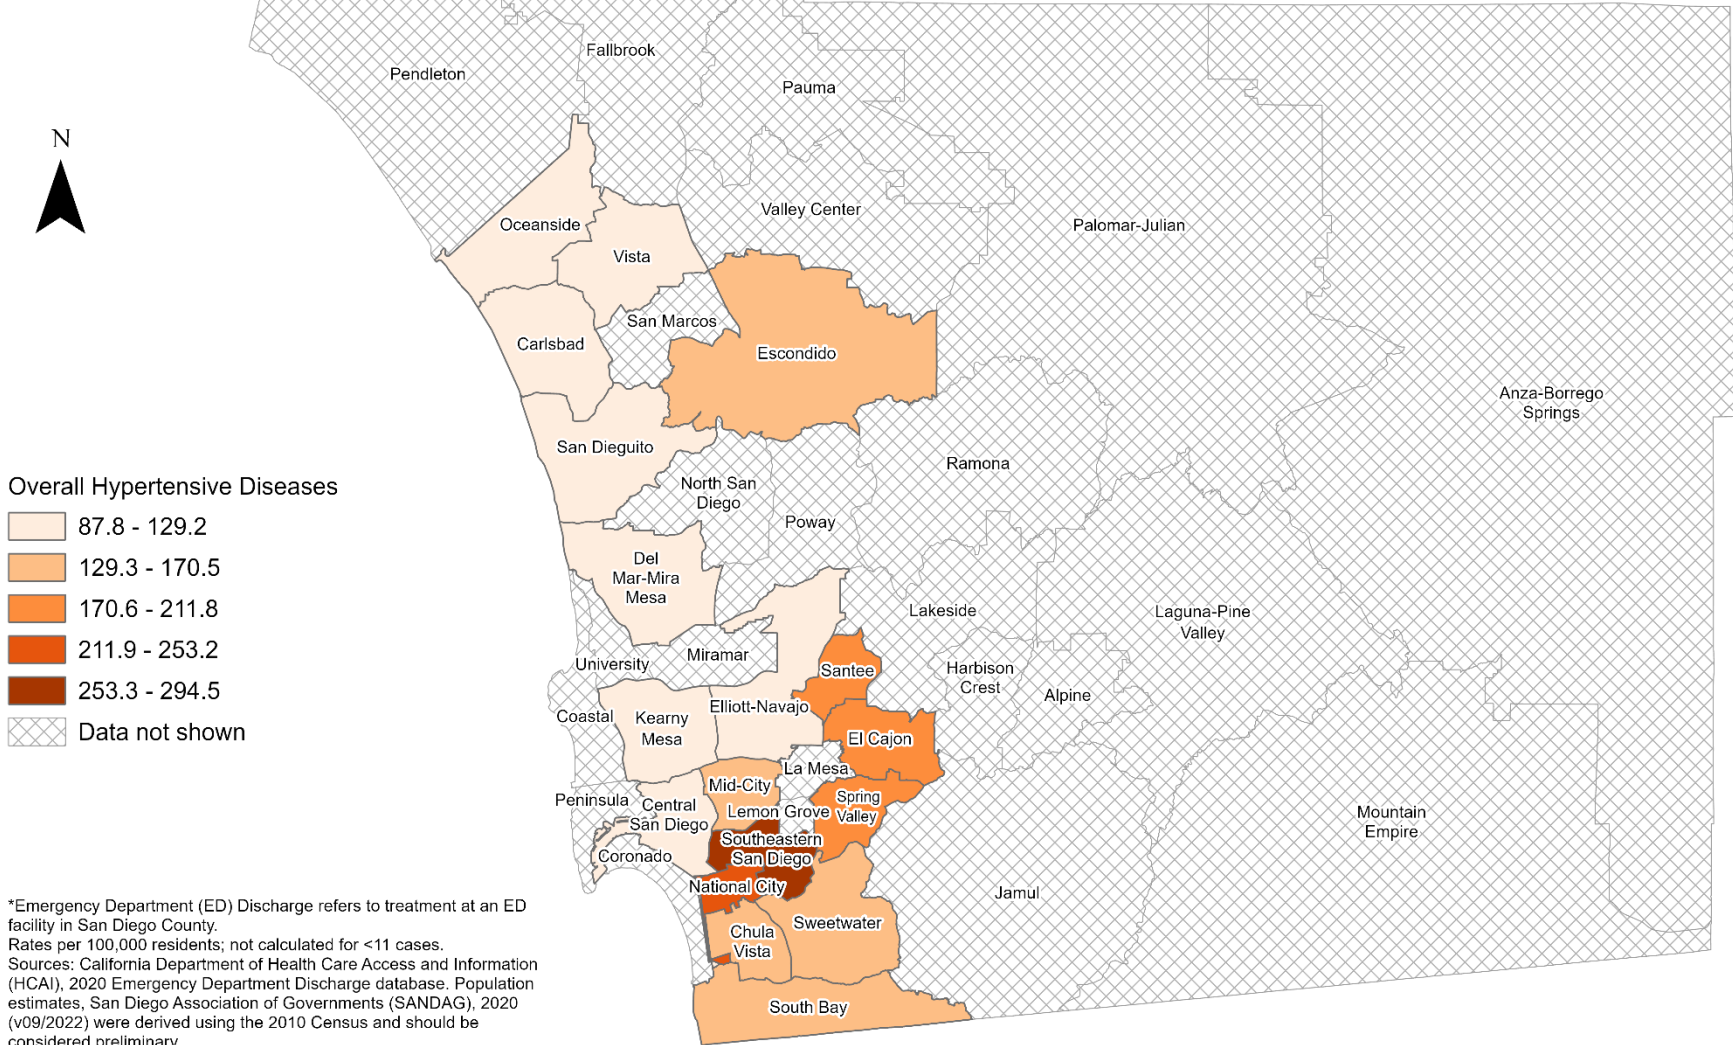 Fallbrook
Pendleton
Pauma
N
Valley Center
Oceanside
Palomar-Julian
Vista
San Marcos
Carlsbad
Escondido
Anza-Borrego
Springs
San Dieguito
Ramona
North San
Diego
Poway
Overall Hypertensive Diseases
87.8 - 129.2
129.3 - 170.5
170.6 - 211.8
211.9 - 253.2
253.3 - 294.5
Data not shown
Del
Mar-Mira
Mesa
Lakeside
Laguna-Pine
Valley
Miramar
University
Santee
Harbison
Crest
Alpine
Elliott-Navajo
Coastal
Kearny
Mesa
El Cajon
La Mesa
Mid-City
Peninsula
Central
San Diego
Spring
Valley
Lemon Grove
Mountain
Empire
Southeastern
San Diego
Coronado
National City
Jamul
Sweetwater
Chula
Vista
South Bay
*Emergency Department (ED) Discharge refers to treatment at an ED
facility in San Diego County.
Rates per 100,000 residents; not calculated for <11 cases.
Sources: California Department of Health Care Access and Information
(HCAI), 2020 Emergency Department Discharge database. Population
estimates, San Diego Association of Governments (SANDAG), 2020
(v09/2022) were derived using the 2010 Census and should be
considered preliminary.